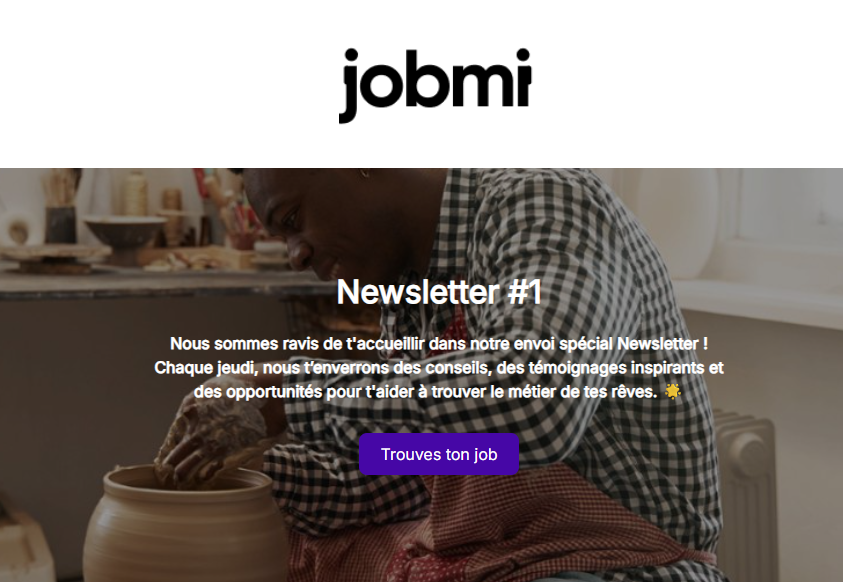 jobmi
Newsletter #1
Nous sommes ravis de t'accueillir dans notre envoi spécial Newsletter !
Chaque jeudi, nous t’enverrons des conseils, des témoignages inspirants et
des opportunités pour t'aider à trouver le métier de tes rêves. 🌟
Trouves ton job